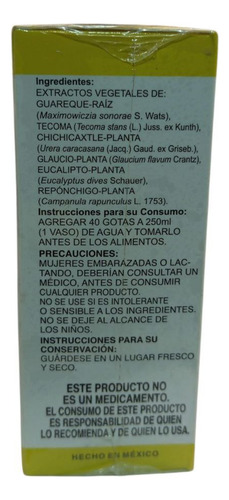 Ingredientes:
EXTRACTOS VEGETALES DE:
GUAREQUE-RAÍZ
(Maximowiczia sonorae S. Wats),
TECOMA (Tecoma stans (L.) Juss. ex Kunth),
CHICHICAXTLE-PLANTA
(Urera caracasana (Jacq.) Gaud. ex Griseb.),
GLAUCIO-PLANTA (Glaucium flavum Crantz),
EUCALIPTO-PLANTA
(Eucalyptus dives Schauer),
REPÓNCHIGO-PLANTA
(Campanula rapunculus L. 1753).
Instrucciones para su Consumo:
AGREGAR 40 GOTAS A 250ml
(1 VASO) DE AGUA Y TOMARLO
ANTES DE LOS ALIMENTOS.
PRECAUCIONES:
MUJERES EMBARAZADAS O LAC-
TANDO, DEBERÍAN CONSULTAR UN
MÉDICO, ANTES DE CONSUMIR
CUALQUIER PRODUCTO.
NO SE USE SI ES INTOLERANTE
O SENSIBLE A LOS INGREDIENTES.
NO SE DEJE AL ALCANCE DE
LOS NIÑOS.
INSTRUCCIONES PARA SU
CONSERVACIÓN:
GUÁRDESE EN UN LUGAR FRESCO
Y SECO.
ESTE PRODUCTO NO
ES UN MEDICAMENTO.
EL CONSUMO DE ESTE PRODUCTO
ES RESPONSABILIDAD DE QUIEN
LO RECOMIENDA Y DE QUIEN LO USA.
HECHO EN MÉXICO